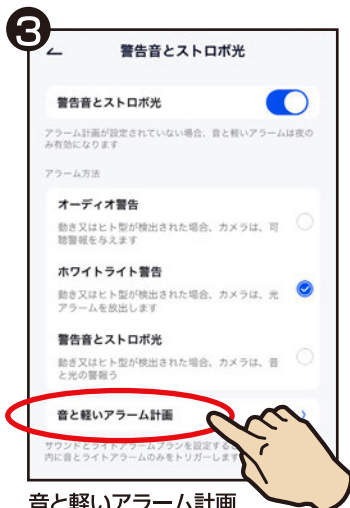 3
警告音とストロボ光
警告音とストロボ光
アラーム計画が設定されていない場合、音と軽いアラームは夜の
み有効になります
アラーム方法
オーディオ警告
動き又はヒト型が検出された場合、カメラは、可
聴警報を与えます
ホワイトライト警告
動き又はヒト型が検出された場合、カメラは、光
アラームを放出します
警告音とストロボ光
動き又はヒト型が検出された場合、カメラは、音
と光の警報う
音と軽いアラーム計画
サウンドとライトアラームプランを設定する
内に音とライトアラームのみをトリガーします
音と軽いアラーム計画